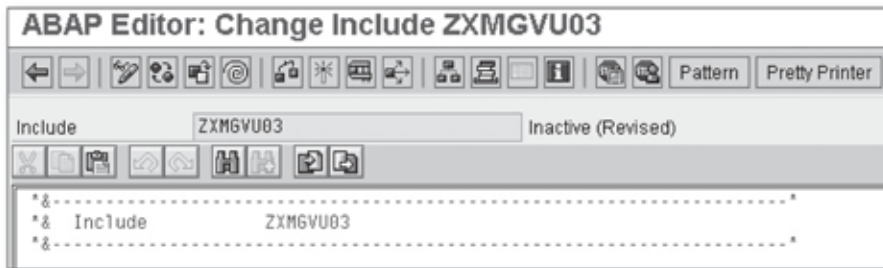 ABAP Editor: Change Include ZXMGVU03
Pattern Pretty Printer
Include ZXMGVU03 Inactive (Revised)
*&---------------------------------------------------------------------*
*& Include ZXMGVU03
*&---------------------------------------------------------------------*